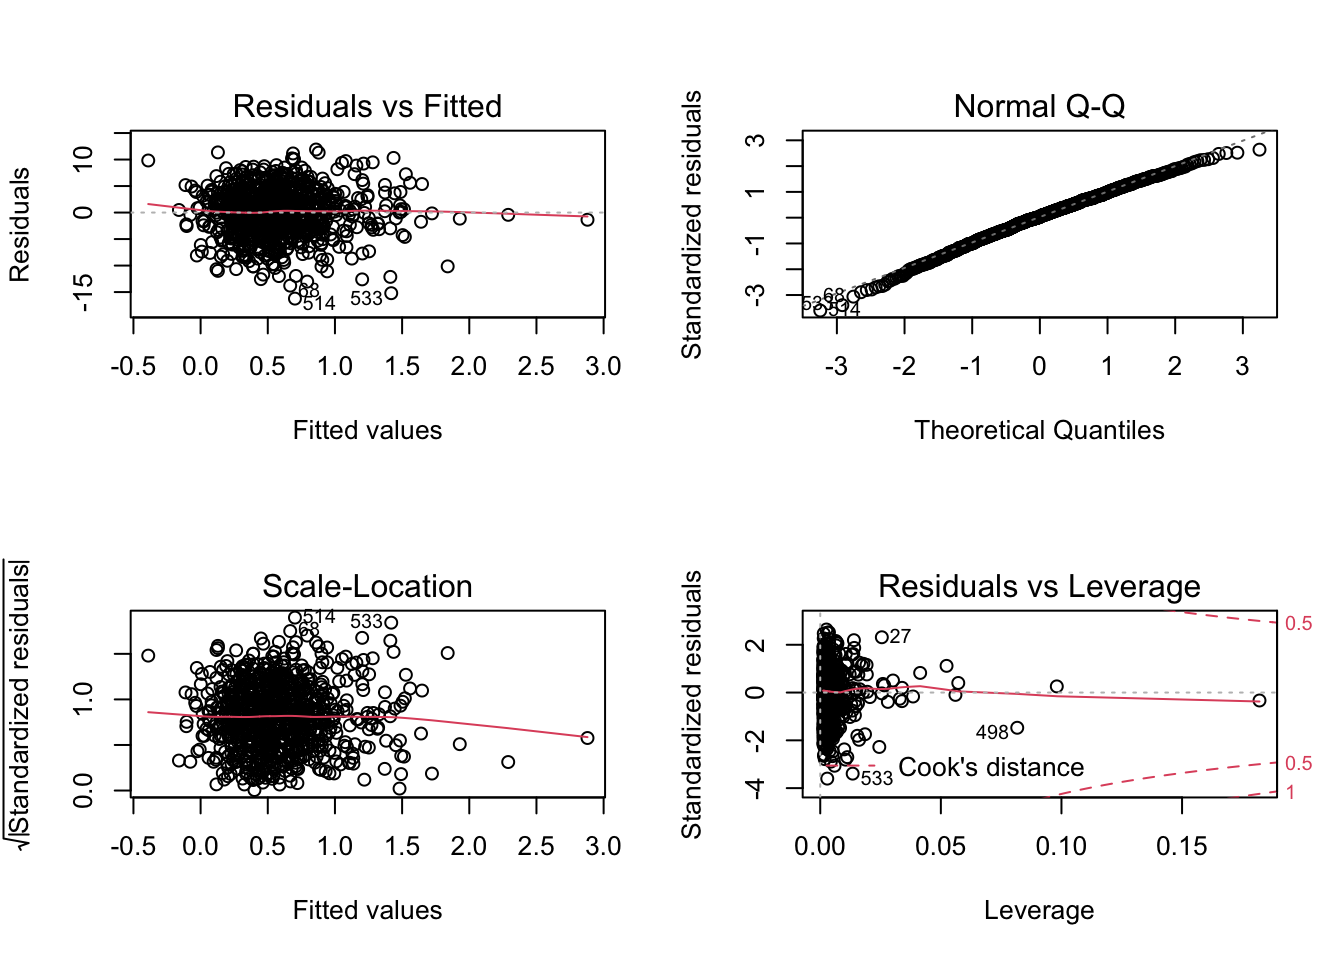 Residuals vs Fitted
Residuals
10
0
-15
68
514
533
-0.5 0.0 0.5 1.0 1.5 2.0 2.5 3.0
Fitted values
Normal Q-Q
Standardized residuals
3
1
-1
-3
533
68
514
-3 -2 -1 0 1 2 3
Theoretical Quantiles
Scale-Location
√|Standardized residuals|
1.0
0.0
514
533
68
-0.5 0.0 0.5 1.0 1.5 2.0 2.5 3.0
Fitted values
Residuals vs Leverage
Standardized residuals
2
0
-2
-4
27
498
533
Cook's distance
0.5
0.5
1
0.00 0.05 0.10 0.15
Leverage